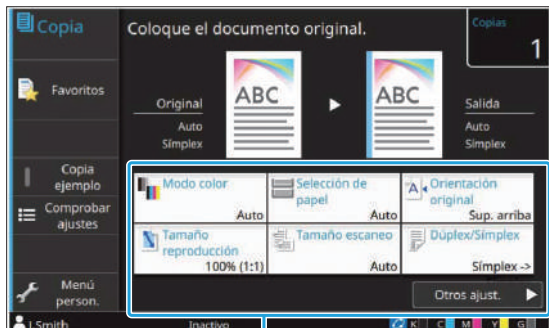 Copia
Coloque el documento original.
Copias
1
Favoritos
Original
Auto
Símplex
ABC
ABC
Salida
Auto
Simplex
Copia
ejemplo
Comprobar
ajustes
Menú
person.
Modo color
Auto
Selección de
papel
Auto
Orientación
original
Sup. arriba
Tamaño
reproducción
100% (1:1)
Tamaño escaneo
Auto
Dúplex/Símplex
Símplex ->
Otros ajust.
J.Smith
Inactivo
K C M Y G